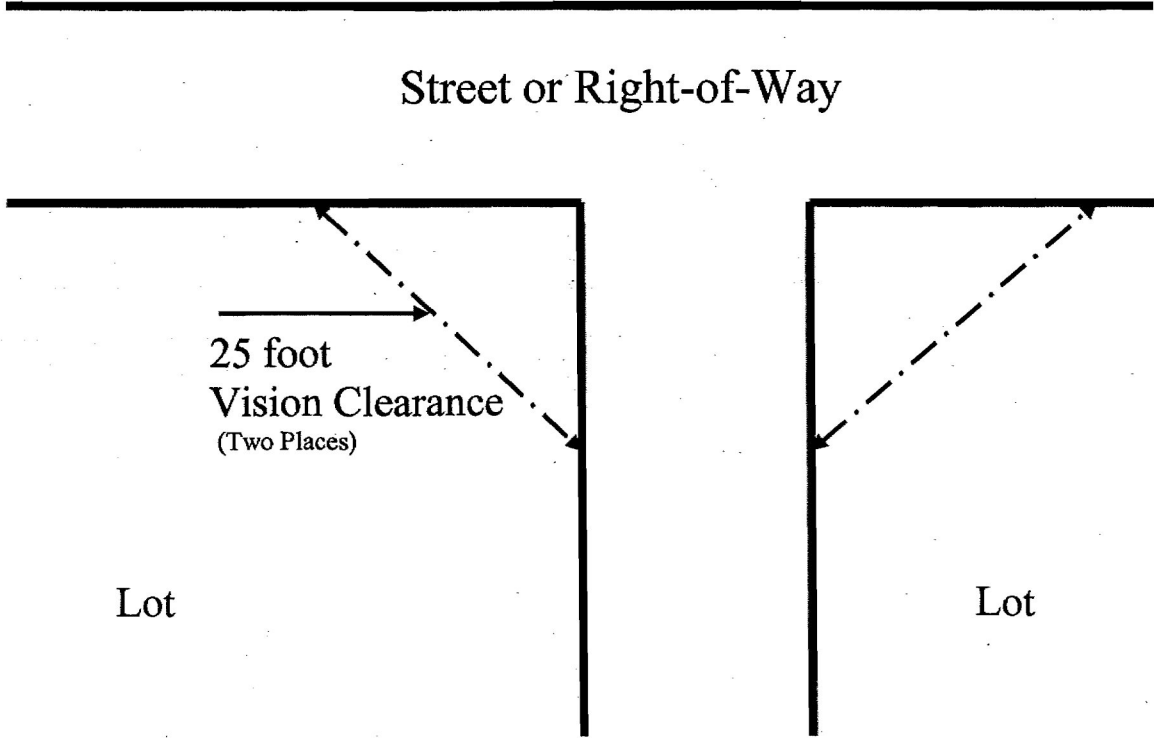 Street or Right-of-Way
25 foot
Vision Clearance
(Two Places)
Lot
Lot